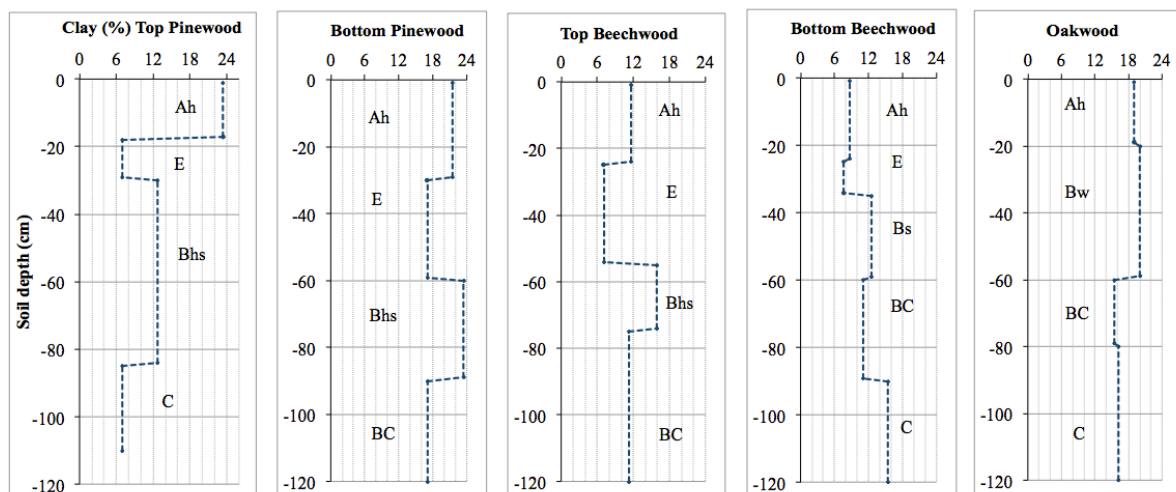 Clay (%) Top Pinewood
0 6 12 18 24
0
-20
-40
-60
-80
-100
-120
Soil depth (cm)
Ah
E
Bhs
C
Bottom Pinewood
0 6 12 18 24
0
-20
-40
-60
-80
-100
-120
Ah
E
Bhs
BC
Top Beechwood
0 6 12 18 24
0
-20
-40
-60
-80
-100
-120
Ah
E
Bhs
BC
Bottom Beechwood
0 6 12 18 24
0
-20
-40
-60
-80
-100
-120
Ah
E
Bs
BC
C
Oakwood
0 6 12 18 24
0
-20
-40
-60
-80
-100
-120
Ah
Bw
BC
C